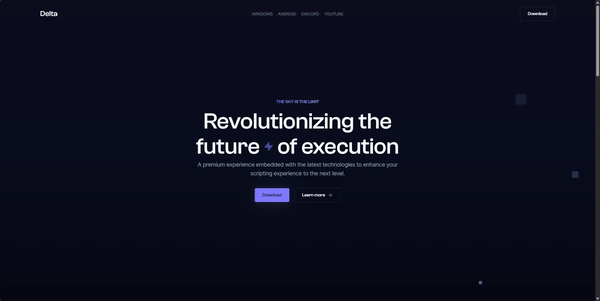 Delta
WINDOWS ANDROID DISCORD YOUTUBE
Download
THE SKY IS THE LIMIT
Revolutionizing the
future of execution
A premium experience embedded with the latest technologies to enhance your
scripting experience to the next level.
Download
Learn more →